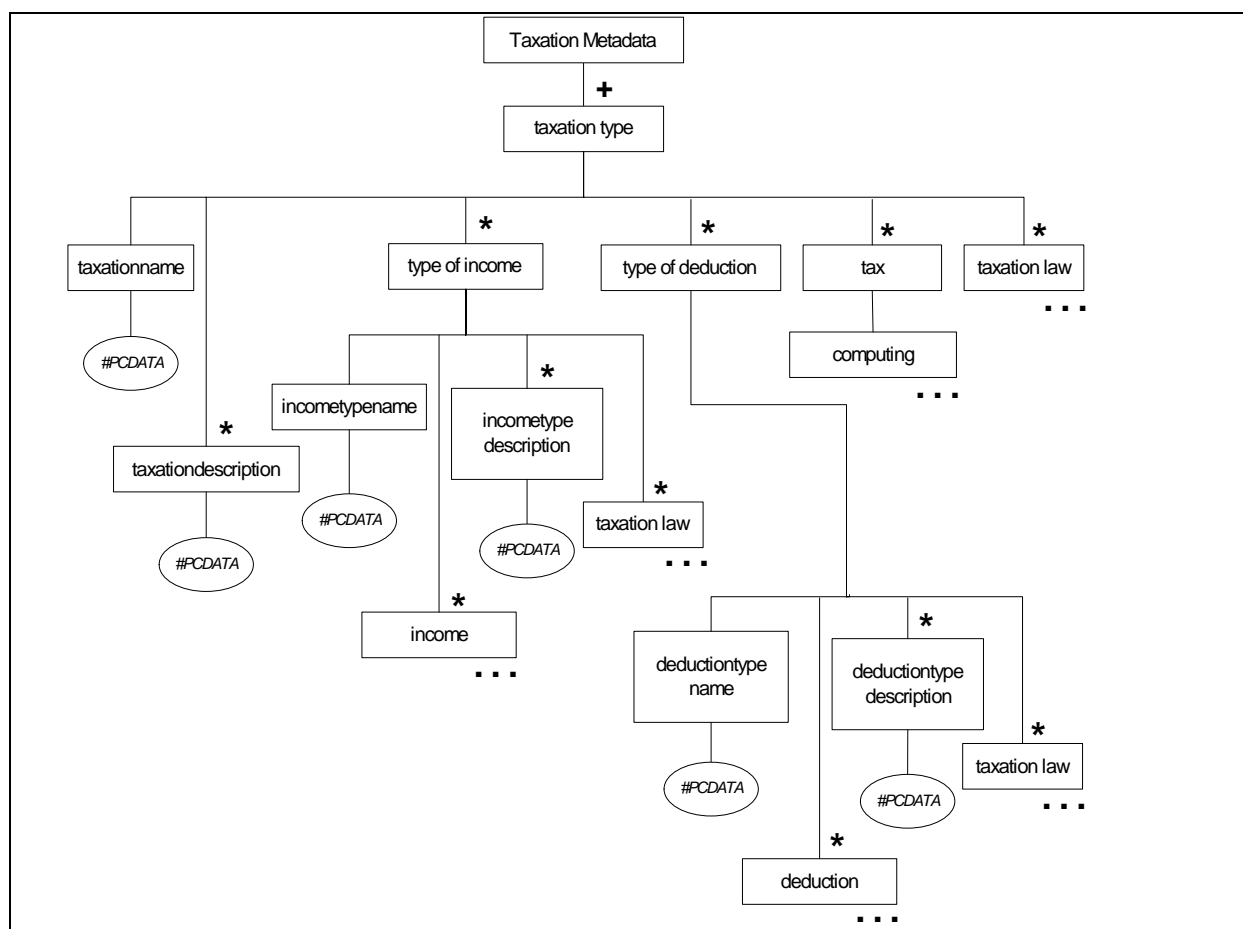 Taxation Metadata
+
taxation type
* * * *
taxationname
type of income
type of deduction
tax
taxation law
. . .
#PCDATA
computing
. . .
incometypename
*
incometype
description
*
taxationdescription
#PCDATA
#PCDATA
#PCDATA
*
taxation law
. . .
*
income
. . .
deductiontype
name
*
deductiontype
description
#PCDATA
#PCDATA
*
taxation law
. . .
*
deduction
. . .